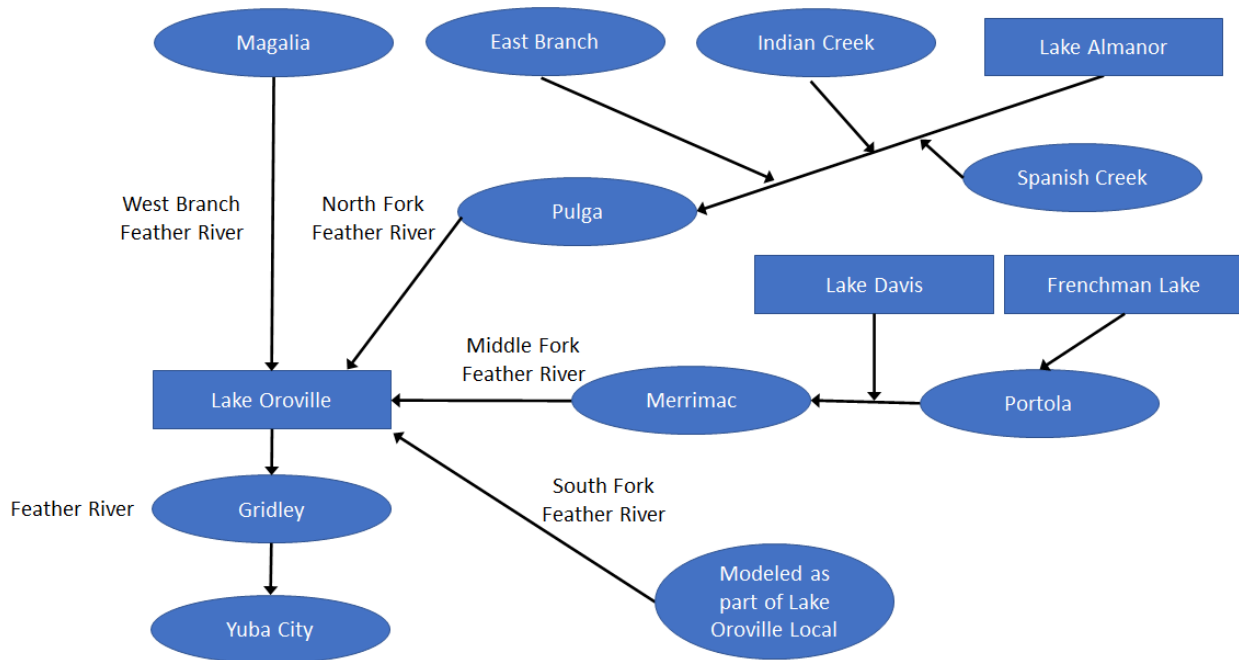 Magalia
East Branch
Indian Creek
Lake Almanor
Spanish Creek
West Branch
Feather River
North Fork
Feather River
Pulga
Lake Davis
Frenchman Lake
Middle Fork
Feather River
Lake Oroville
Merrimac
Portola
Feather River
Gridley
South Fork
Feather River
Modeled as
part of Lake
Oroville Local
Yuba City